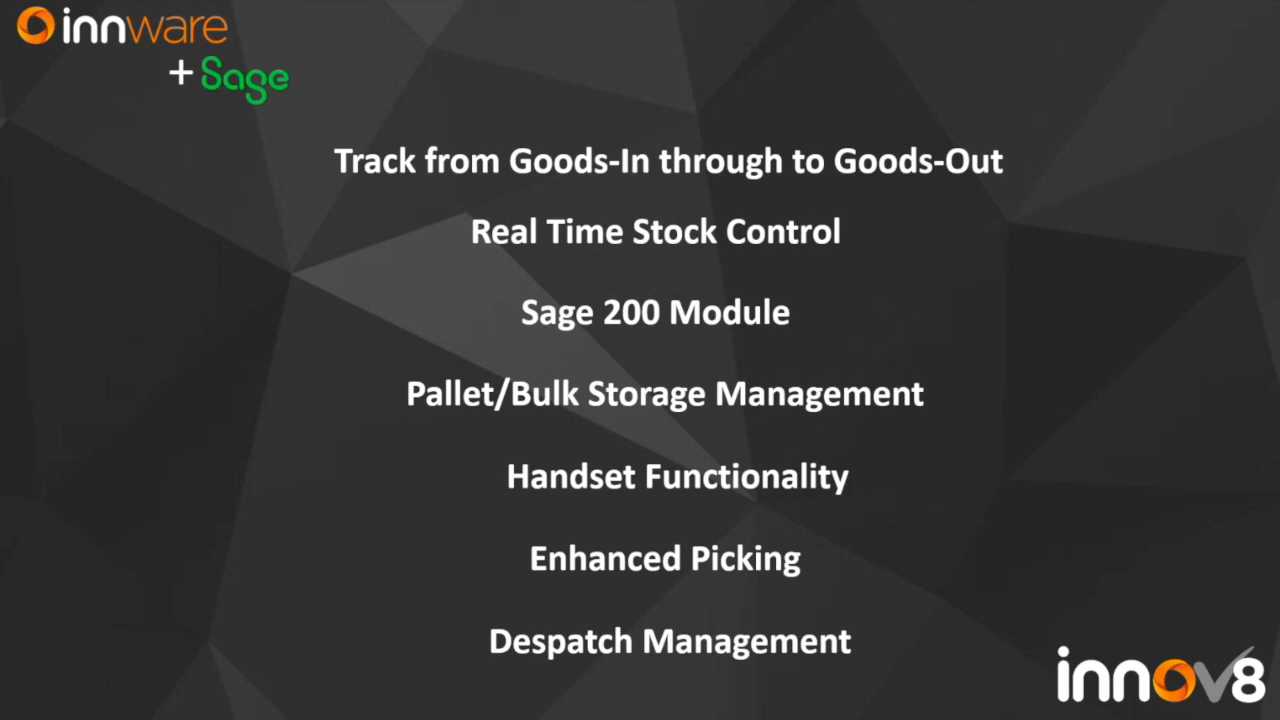 innware
+ Sage
Track from Goods-In through to Goods-Out
Real Time Stock Control
Sage 200 Module
Pallet/Bulk Storage Management
Handset Functionality
Enhanced Picking
Despatch Management
innov8